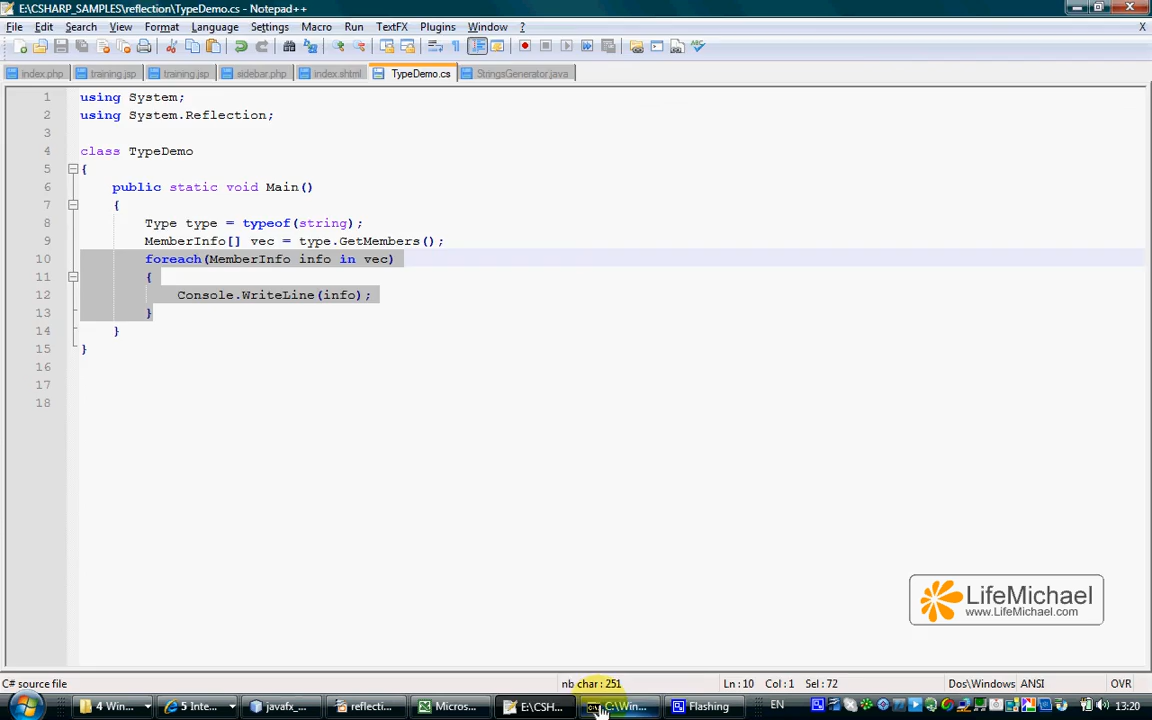 E:\CSHARP_SAMPLES\reflection\TypeDemo.cs - Notepad++
File Edit Search View Format Language Settings Macro Run TextFX Plugins Window ?
X
index.php training.jsp training.jsp sidebar.php index.shtml TypeDemo.cs StringsGenerator.java
1 using System;
2 using System.Reflection;
3
4 class TypeDemo
5 {
6 public static void Main()
7 {
8 Type type = typeof(string);
9 MemberInfo[] vec = type.GetMembers();
10 foreach(MemberInfo info in vec)
11 {
12 Console.WriteLine(info);
13 }
14 }
15 }
16
17
18
LifeMichael
www.LifeMichael.com
C# source file nb char : 251 Ln : 10 Col : 1 Sel : 72 Dos\Windows ANSI OVR
4 Win... 5 Inte... javafx_... reflecti... Micros... E:\CSH... C:\Win... Flashing EN 13:20